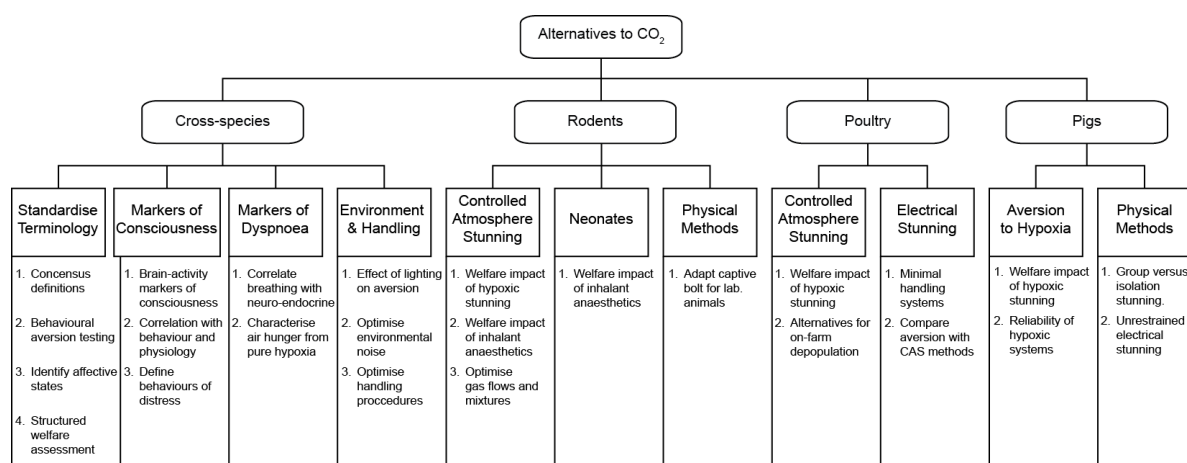 Alternatives to CO₂
Cross-species
Rodents
Poultry
Pigs
Standardise
Terminology
1. Concensus
definitions
2. Behavioural
aversion testing
3. Identify affective
states
4. Structured
welfare
assessment
Markers of
Consciousness
1. Brain-activity
markers of
consciousness
2. Correlation with
behaviour and
physiology
3. Define
behaviours of
distress
Markers of
Dyspnoea
1. Correlate
breathing with
neuro-endocrine
2. Characterise
air hunger from
pure hypoxia
Environment
& Handling
1. Effect of lighting
on aversion
2. Optimise
environmental
noise
3. Optimise
handling
proccedures
Controlled
Atmosphere
Stunning
1. Welfare impact
of hypoxic
stunning
2. Welfare impact
of inhalant
anaesthetics
3. Optimise
gas flows and
mixtures
Neonates
1. Welfare impact
of inhalant
anaesthetics
Physical
Methods
1. Adapt captive
bolt for lab.
animals
Controlled
Atmosphere
Stunning
1. Welfare impact
of hypoxic
stunning
2. Alternatives for
on-farm
depopulation
Electrical
Stunning
1. Minimal
handling
systems
2. Compare
aversion with
CAS methods
Aversion
to Hypoxia
1. Welfare impact
of hypoxic
stunning
2. Reliability of
hypoxic
systems
Physical
Methods
1. Group versus
isolation
stunning.
2. Unrestrained
electrical
stunning